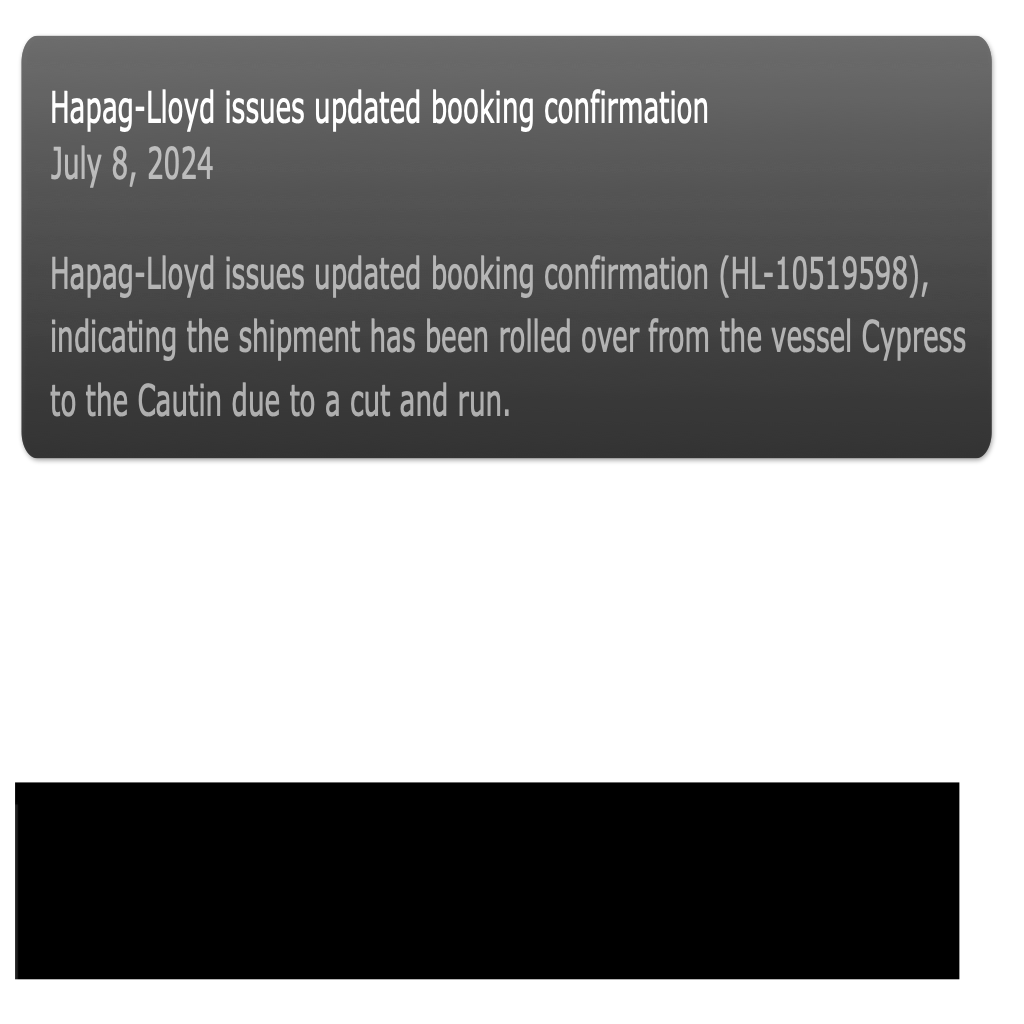 Hapag-Lloyd issues updated booking confirmation
July 8, 2024
Hapag-Lloyd issues updated booking confirmation (HL-10519598),
indicating the shipment has been rolled over from the vessel Cypress
to the Cautin due to a cut and run.